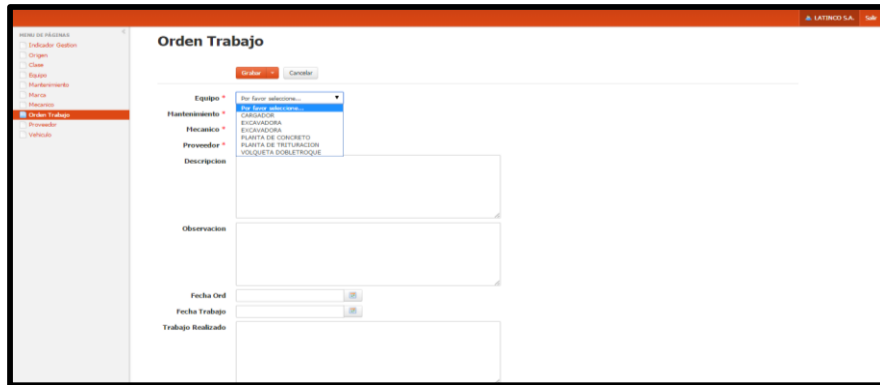 LATINCO S.A. Salir
MENU DE PÁGINAS
Indicador Gestion
Origen
Clase
Equipo
Mantenimiento
Marca
Mecanico
Orden Trabajo
Proveedor
Vehiculo
Orden Trabajo
Grabar Cancelar
Equipo * Por favor seleccione...
Por favor seleccione...
CARGADOR
EXCAVADORA
EXCAVADORA
PLANTA DE CONCRETO
PLANTA DE TRITURACION
VOLQUETA DOBLETROQUE
Mantenimiento *
Mecanico *
Proveedor *
Descripcion
Observacion
Fecha Ord
Fecha Trabajo
Trabajo Realizado